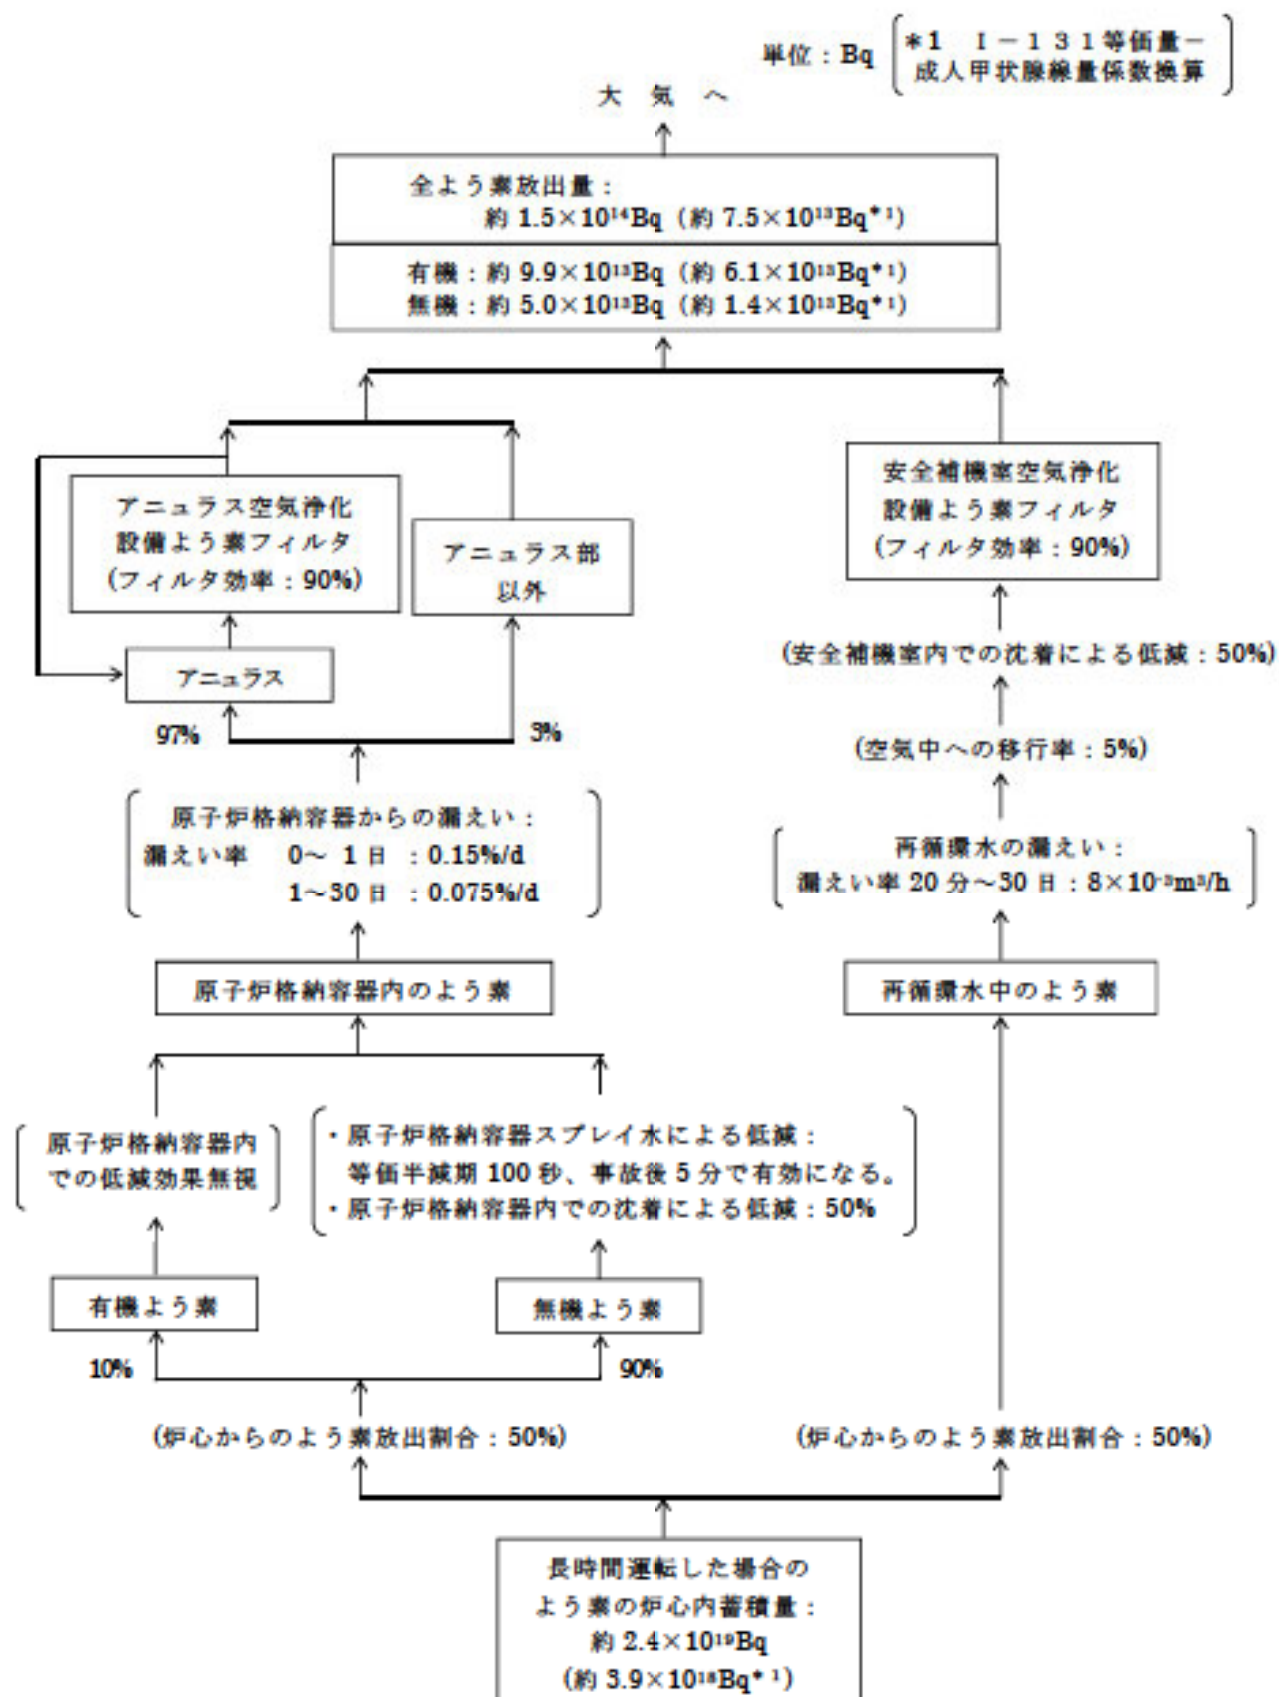 単位：Bq
＊1　Ｉ－１３１等価量－
成人甲状腺線量係数換算
大　気　へ
全よう素放出量：
約 1.5×10¹⁴Bq（約 7.5×10¹³Bq*¹）
有機：約 9.9×10¹³Bq（約 6.1×10¹³Bq*¹）
無機：約 5.0×10¹³Bq（約 1.4×10¹³Bq*¹）
アニュラス空気浄化
設備よう素フィルタ
(フィルタ効率：90%)
アニュラス部
以外
安全補機室空気浄化
設備よう素フィルタ
(フィルタ効率：90%)
アニュラス
(安全補機室内での沈着による低減：50%)
97%
3%
(空気中への移行率：5%)
原子炉格納容器からの漏えい：
漏えい率　0～ 1 日 ：0.15%/d
1～30 日 ：0.075%/d
再循環水の漏えい：
漏えい率 20 分～30 日：8×10⁻³m³/h
原子炉格納容器内のよう素
再循環水中のよう素
原子炉格納容器内
での低減効果無視
・原子炉格納容器スプレイ水による低減：
等価半減期 100 秒、事故後 5 分で有効になる。
・原子炉格納容器内での沈着による低減：50%
有機よう素
無機よう素
10%
90%
(炉心からのよう素放出割合：50%)
(炉心からのよう素放出割合：50%)
長時間運転した場合の
よう素の炉心内蓄積量：
約 2.4×10¹⁹Bq
(約 3.9×10¹⁸Bq*¹)